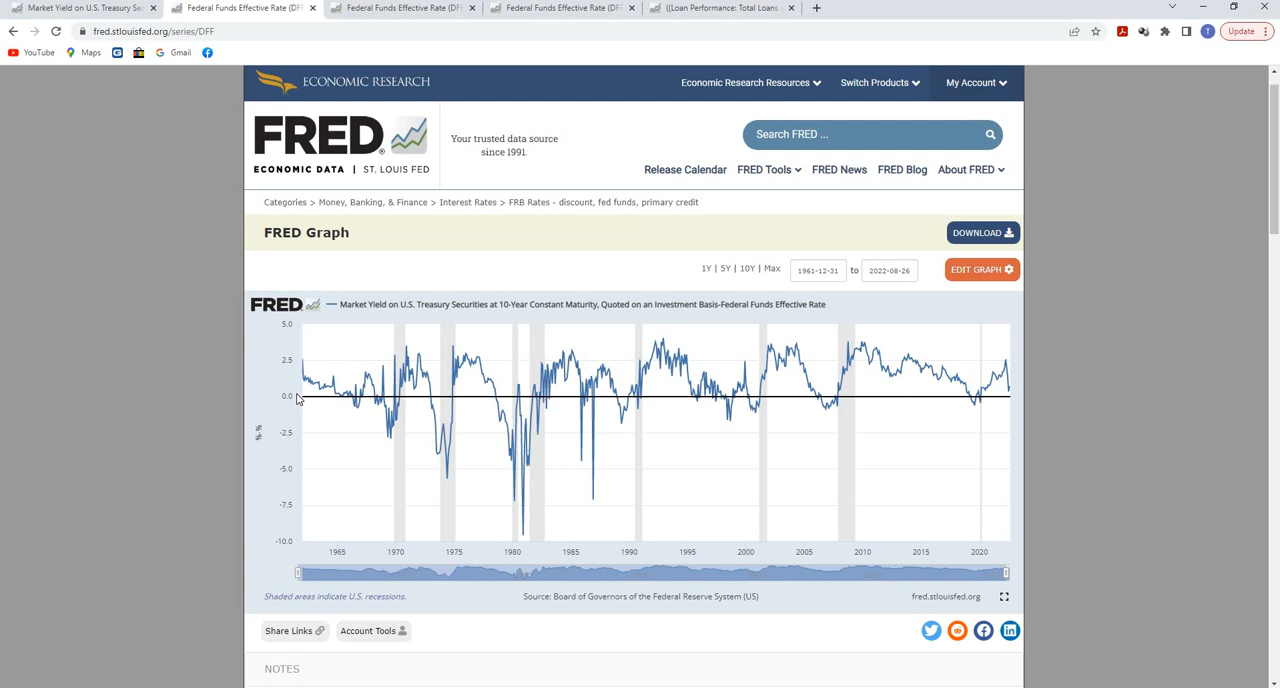 Market Yield on U.S. Treasury Sec
Federal Funds Effective Rate (DFF
Federal Funds Effective Rate (DFF
Federal Funds Effective Rate (DFF
((Loan Performance: Total Loans a
fred.stlouisfed.org/series/DFF
T
Update
YouTube
Maps
Gmail
ECONOMIC RESEARCH
Economic Research Resources
Switch Products
My Account
FRED
Your trusted data source
since 1991.
ECONOMIC DATA | ST. LOUIS FED
Search FRED ...
Release Calendar
FRED Tools
FRED News
FRED Blog
About FRED
Categories > Money, Banking, & Finance > Interest Rates > FRB Rates - discount, fed funds, primary credit
FRED Graph
DOWNLOAD
1Y | 5Y | 10Y | Max
1961-12-31 to 2022-08-26
EDIT GRAPH
FRED
Market Yield on U.S. Treasury Securities at 10-Year Constant Maturity, Quoted on an Investment Basis-Federal Funds Effective Rate
5.0
2.5
0.0
-2.5
-5.0
-7.5
-10.0
%-%
1965 1970 1975 1980 1985 1990 1995 2000 2005 2010 2015 2020
Shaded areas indicate U.S. recessions.
Source: Board of Governors of the Federal Reserve System (US)
fred.stlouisfed.org
Share Links
Account Tools
NOTES